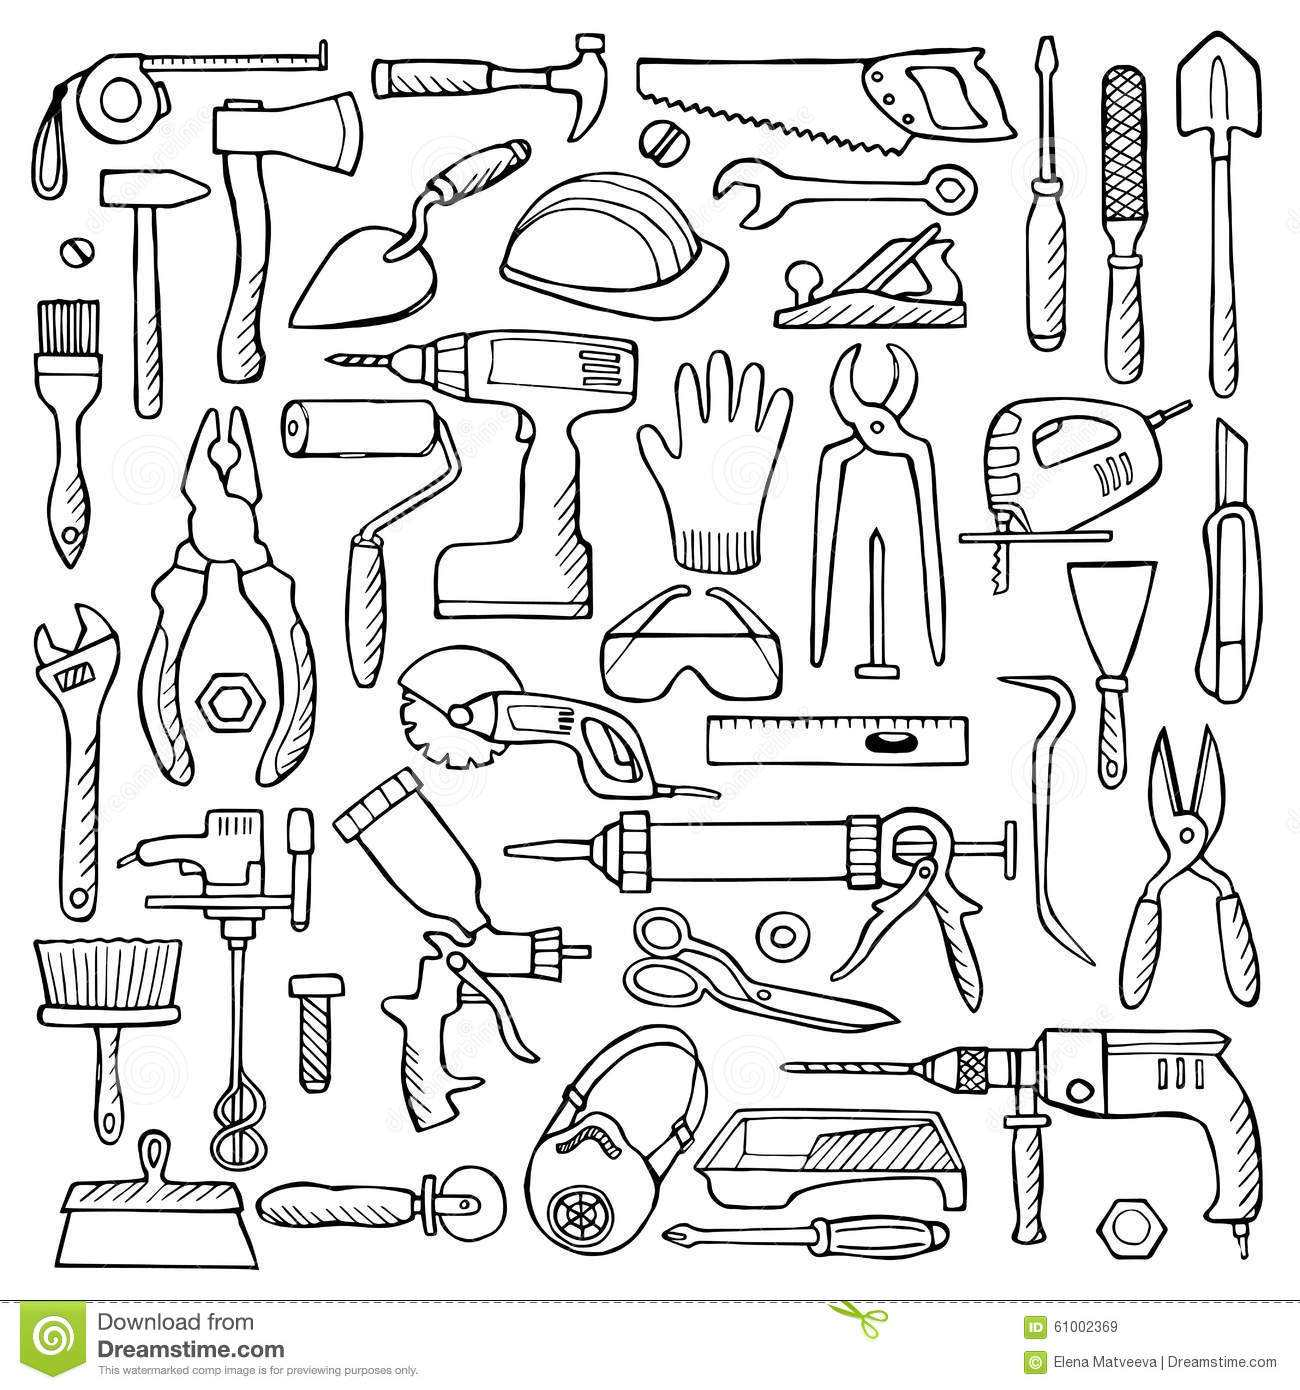 Download from
Dreamstime.com
This watermarked comp image is for previewing purposes only.
ID 61002369
© Elena Matveeva | Dreamstime.com